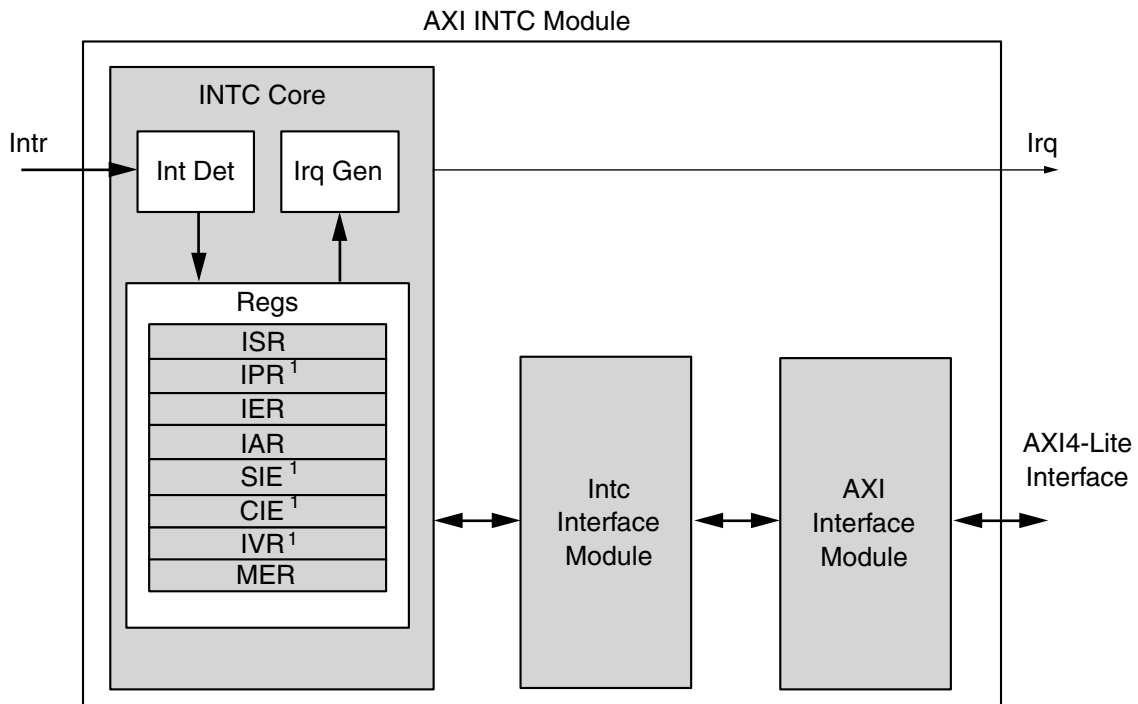 AXI INTC Module
INTC Core
Intr
Int Det
Irq Gen
Irq
Regs
ISR
IPR 1
IER
IAR
SIE 1
CIE 1
IVR 1
MER
Intc
Interface
Module
AXI
Interface
Module
AXI4-Lite
Interface